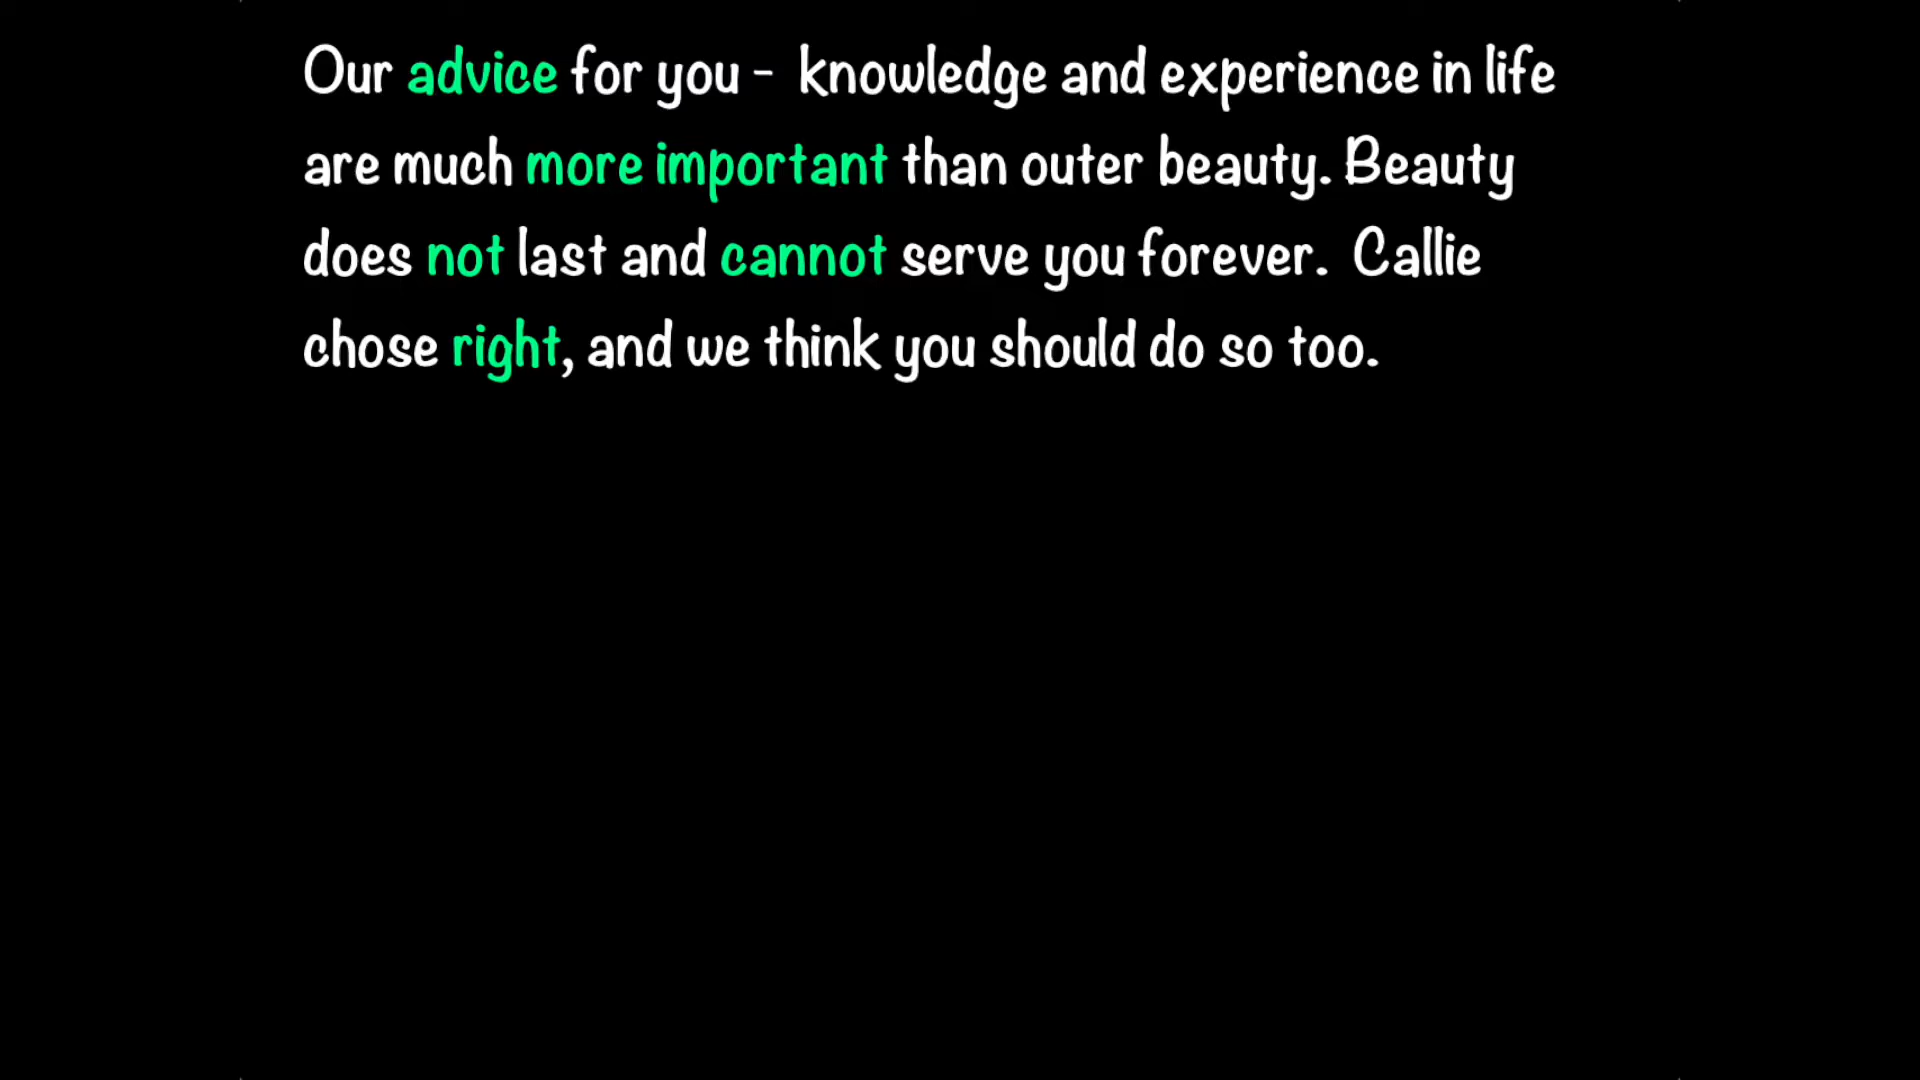 Our advice for you -  knowledge and experience in life
are much more important than outer beauty. Beauty
does not last and cannot serve you forever.  Callie
chose right, and we think you should do so too.